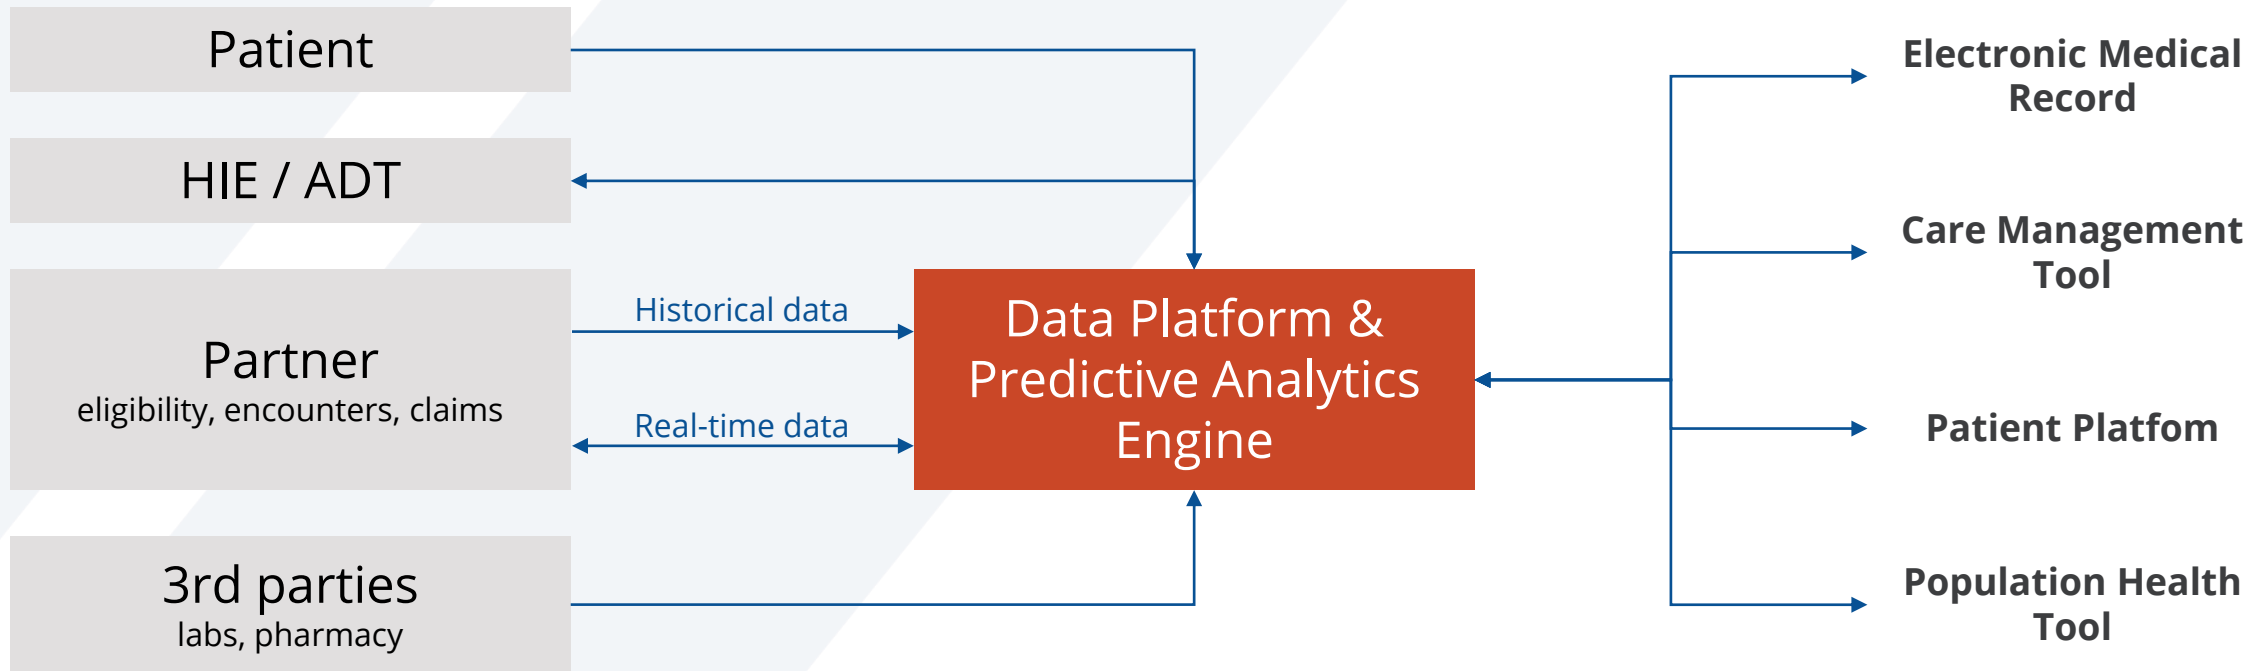 Patient
HIE / ADT
Partner
eligibility, encounters, claims
3rd parties
labs, pharmacy
Historical data
Real-time data
Data Platform &
Predictive Analytics
Engine
Electronic Medical
Record
Care Management
Tool
Patient Platfom
Population Health
Tool